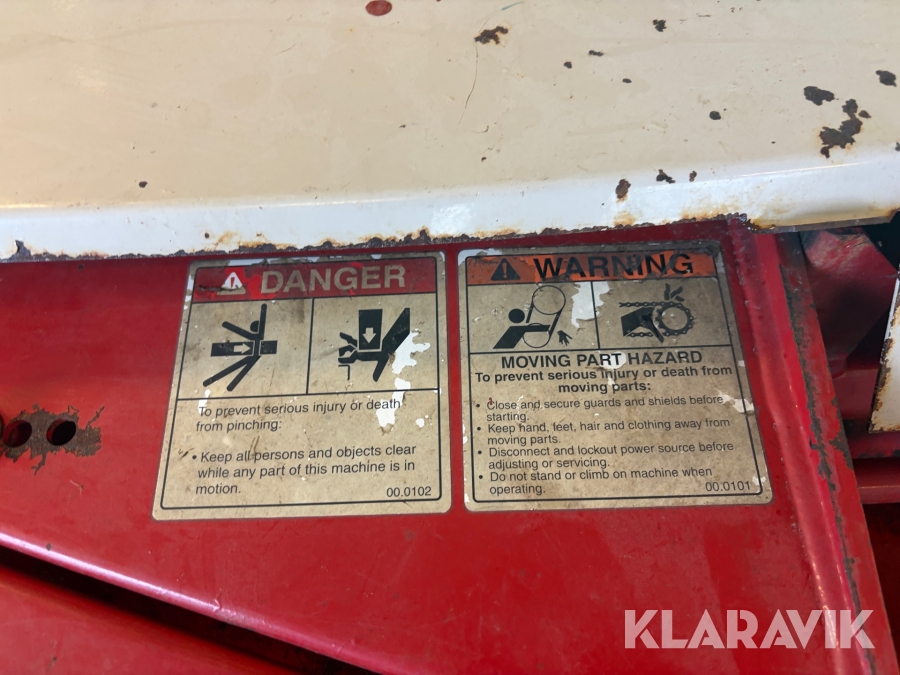 DANGER
To prevent serious injury or death
from pinching:
• Keep all persons and objects clear
while any part of this machine is in
motion.
00.0102
WARNING
MOVING PART HAZARD
To prevent serious injury or death from
moving parts:
• Close and secure guards and shields before
starting.
• Keep hand, feet, hair and clothing away from
moving parts.
• Disconnect and lockout power source before
adjusting or servicing.
• Do not stand or climb on machine when
operating.
00.0101
KLARAVIK